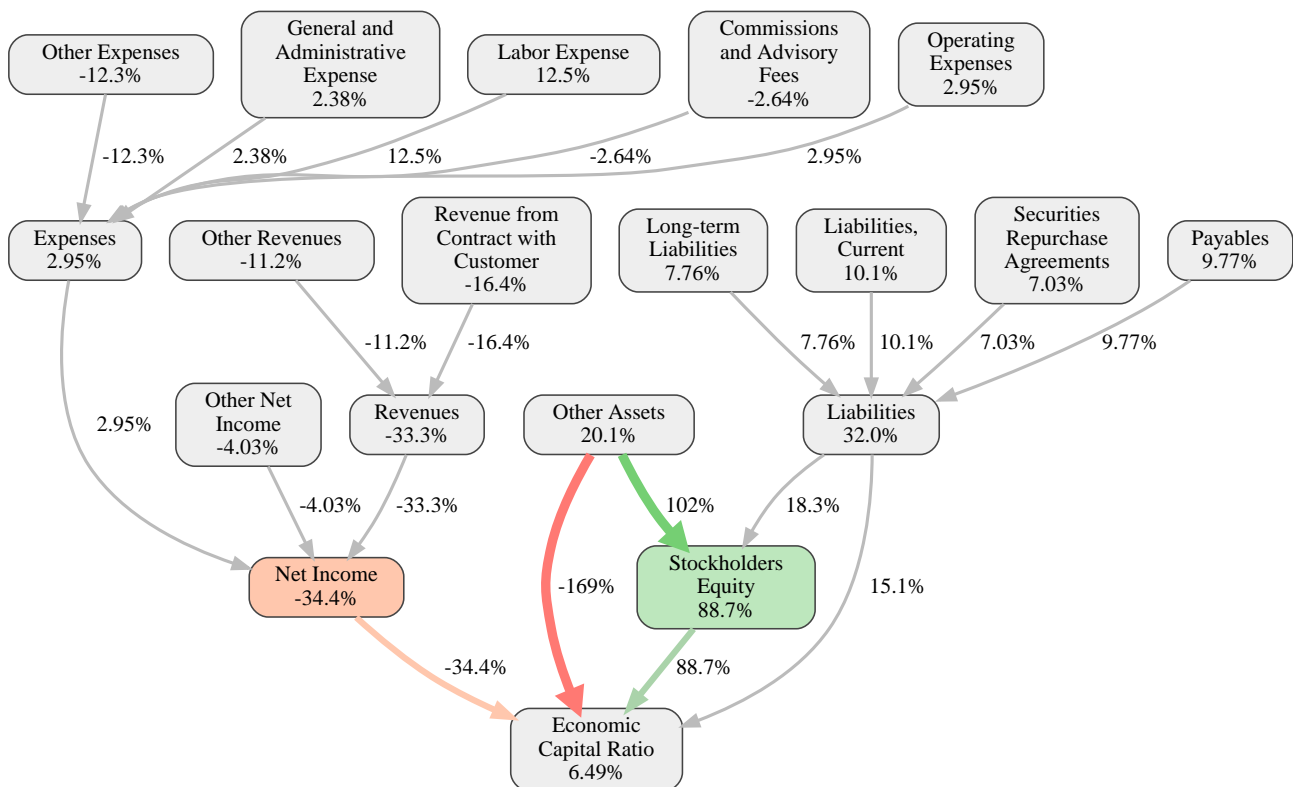 Other Expenses
-12.3%
General and
Administrative
Expense
2.38%
Labor Expense
12.5%
Commissions
and Advisory
Fees
-2.64%
Operating
Expenses
2.95%
-12.3%
2.38%
12.5%
-2.64%
2.95%
Expenses
2.95%
Other Revenues
-11.2%
Revenue from
Contract with
Customer
-16.4%
Long-term
Liabilities
7.76%
Liabilities,
Current
10.1%
Securities
Repurchase
Agreements
7.03%
Payables
9.77%
-11.2%
-16.4%
7.76%
10.1%
7.03%
9.77%
2.95%
Other Net
Income
-4.03%
Revenues
-33.3%
Other Assets
20.1%
Liabilities
32.0%
-4.03%
-33.3%
102%
18.3%
Net Income
-34.4%
-169%
Stockholders
Equity
88.7%
15.1%
-34.4%
88.7%
Economic
Capital Ratio
6.49%